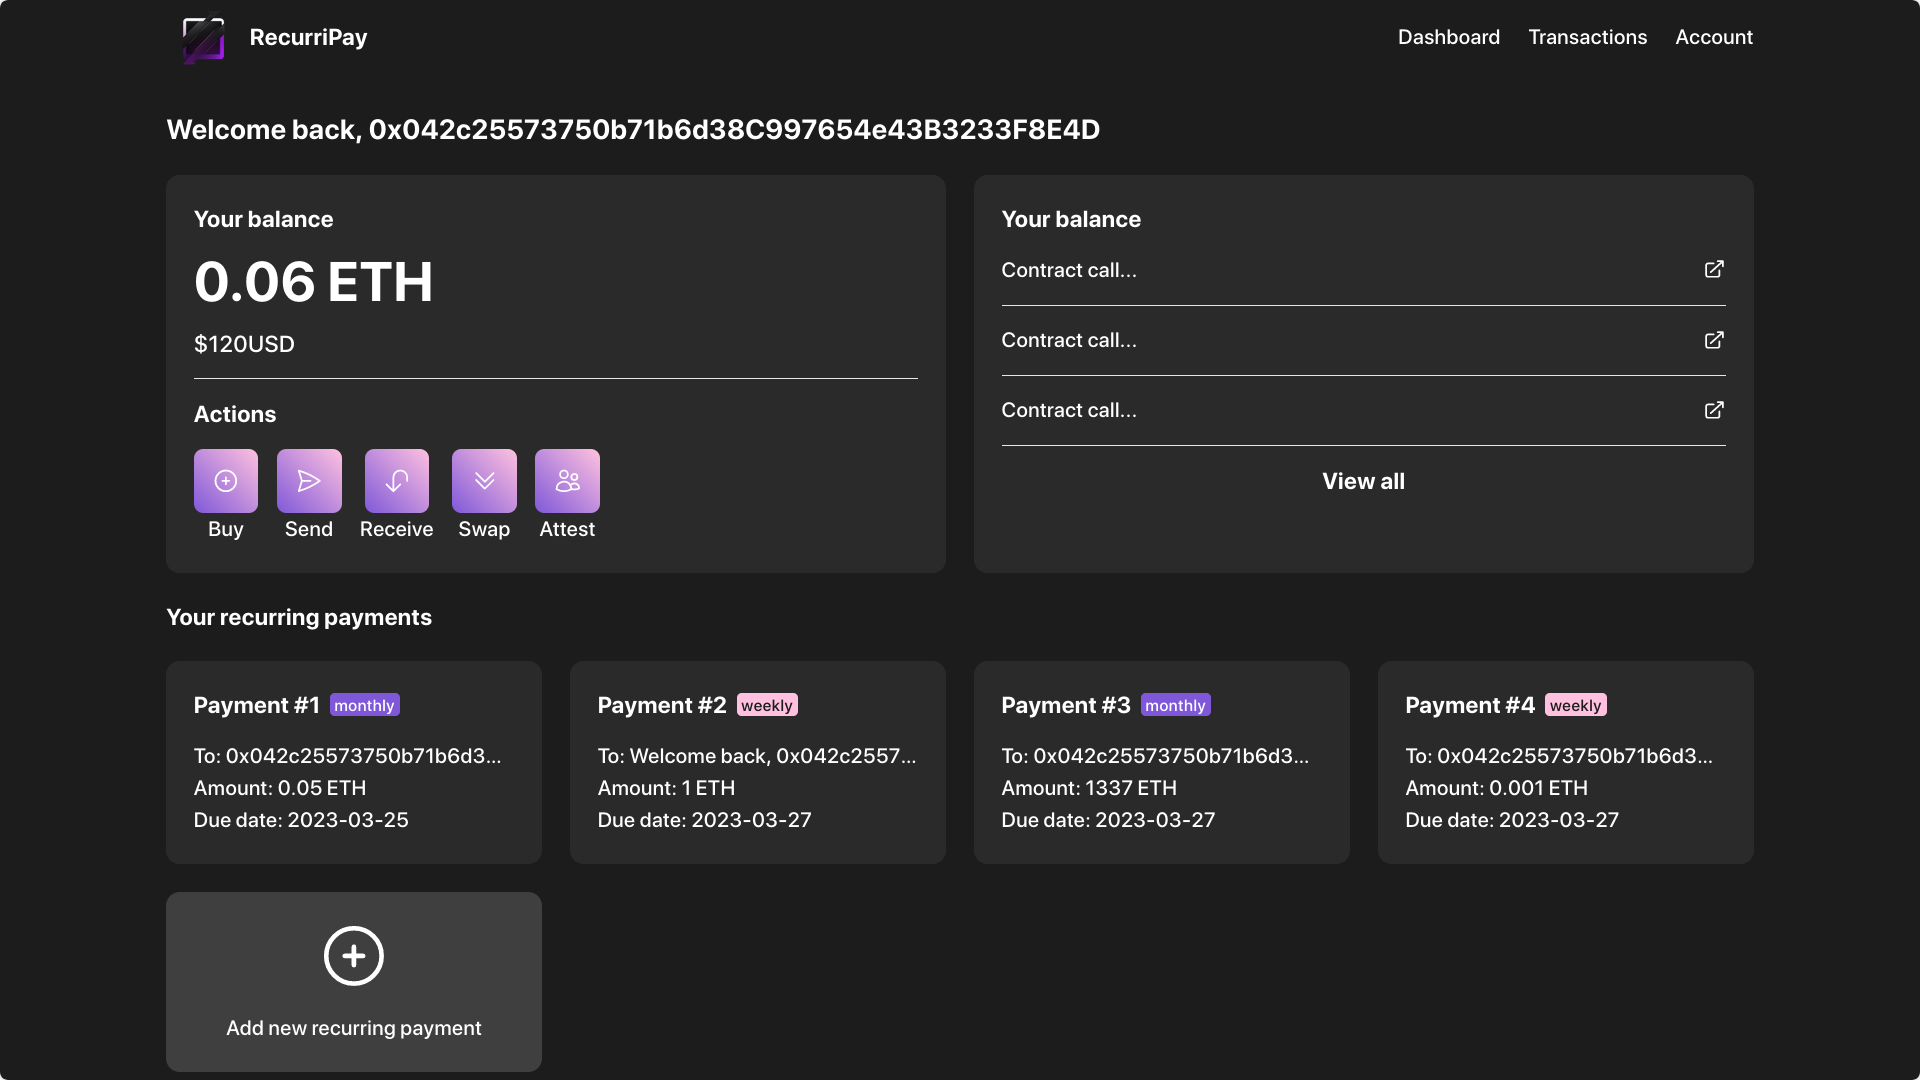 RecurriPay
Dashboard Transactions Account
Welcome back, 0x042c25573750b71b6d38C997654e43B3233F8E4D
Your balance
0.06 ETH
$120USD
Actions
Buy Send Receive Swap Attest
Your balance
Contract call...
Contract call...
Contract call...
View all
Your recurring payments
Payment #1 monthly
To: 0x042c25573750b71b6d3...
Amount: 0.05 ETH
Due date: 2023-03-25
Payment #2 weekly
To: Welcome back, 0x042c2557...
Amount: 1 ETH
Due date: 2023-03-27
Payment #3 monthly
To: 0x042c25573750b71b6d3...
Amount: 1337 ETH
Due date: 2023-03-27
Payment #4 weekly
To: 0x042c25573750b71b6d3...
Amount: 0.001 ETH
Due date: 2023-03-27
Add new recurring payment